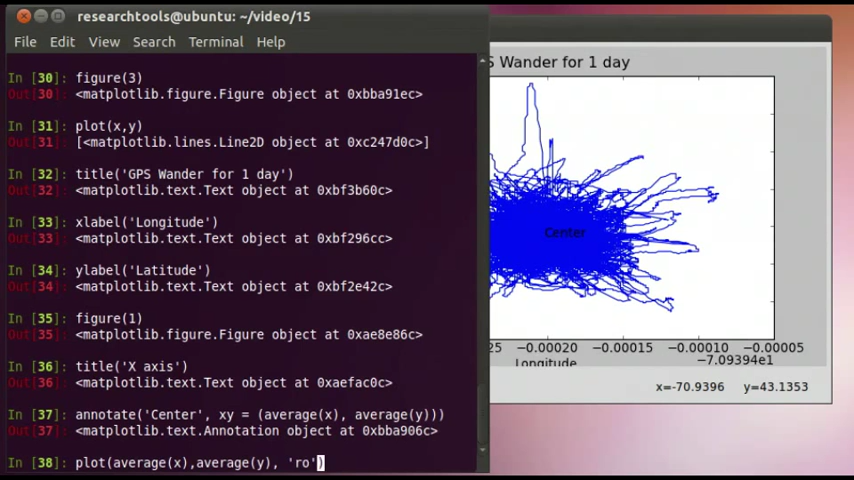 researchtools@ubuntu: ~/video/15
File Edit View Search Terminal Help
In [30]: figure(3)
Out[30]: <matplotlib.figure.Figure object at 0xbba91ec>
In [31]: plot(x,y)
Out[31]: [<matplotlib.lines.Line2D object at 0xc247d0c>]
In [32]: title('GPS Wander for 1 day')
Out[32]: <matplotlib.text.Text object at 0xbf3b60c>
In [33]: xlabel('Longitude')
Out[33]: <matplotlib.text.Text object at 0xbf296cc>
In [34]: ylabel('Latitude')
Out[34]: <matplotlib.text.Text object at 0xbf2e42c>
In [35]: figure(1)
Out[35]: <matplotlib.figure.Figure object at 0xae8e86c>
In [36]: title('X axis')
Out[36]: <matplotlib.text.Text object at 0xaefac0c>
In [37]: annotate('Center', xy = (average(x), average(y)))
Out[37]: <matplotlib.text.Annotation object at 0xbba906c>
In [38]: plot(average(x),average(y), 'ro')
S Wander for 1 day
Center
25 −0.00020 −0.00015 −0.00010 −0.00005
Longitude −7.09394e1
x=-70.9396 y=43.1353